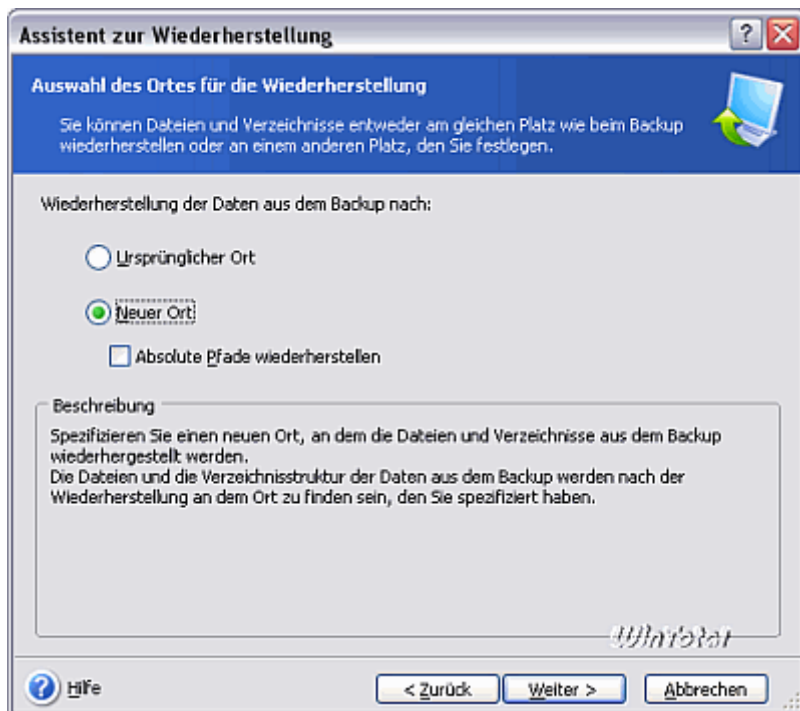 Assistent zur Wiederherstellung
Auswahl des Ortes für die Wiederherstellung
Sie können Dateien und Verzeichnisse entweder am gleichen Platz wie beim Backup
wiederherstellen oder an einem anderen Platz, den Sie festlegen.
Wiederherstellung der Daten aus dem Backup nach:
Ursprünglicher Ort
Neuer Ort
Absolute Pfade wiederherstellen
Beschreibung
Spezifizieren Sie einen neuen Ort, an dem die Dateien und Verzeichnisse aus dem Backup
wiederhergestellt werden.
Die Dateien und die Verzeichnisstruktur der Daten aus dem Backup werden nach der
Wiederherstellung an dem Ort zu finden sein, den Sie spezifiziert haben.
WinTotal
Hilfe
< Zurück
Weiter >
Abbrechen